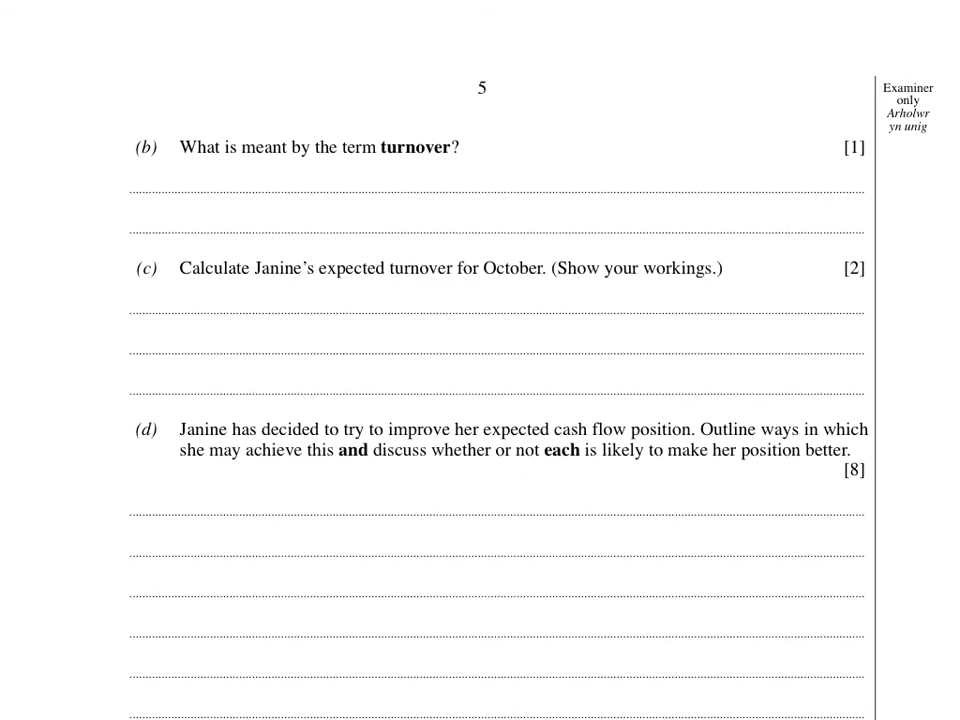 5
Examiner
only
Arholwr
yn unig
(b) What is meant by the term turnover? [1]
(c) Calculate Janine's expected turnover for October. (Show your workings.) [2]
(d) Janine has decided to try to improve her expected cash flow position. Outline ways in which
she may achieve this and discuss whether or not each is likely to make her position better.
[8]